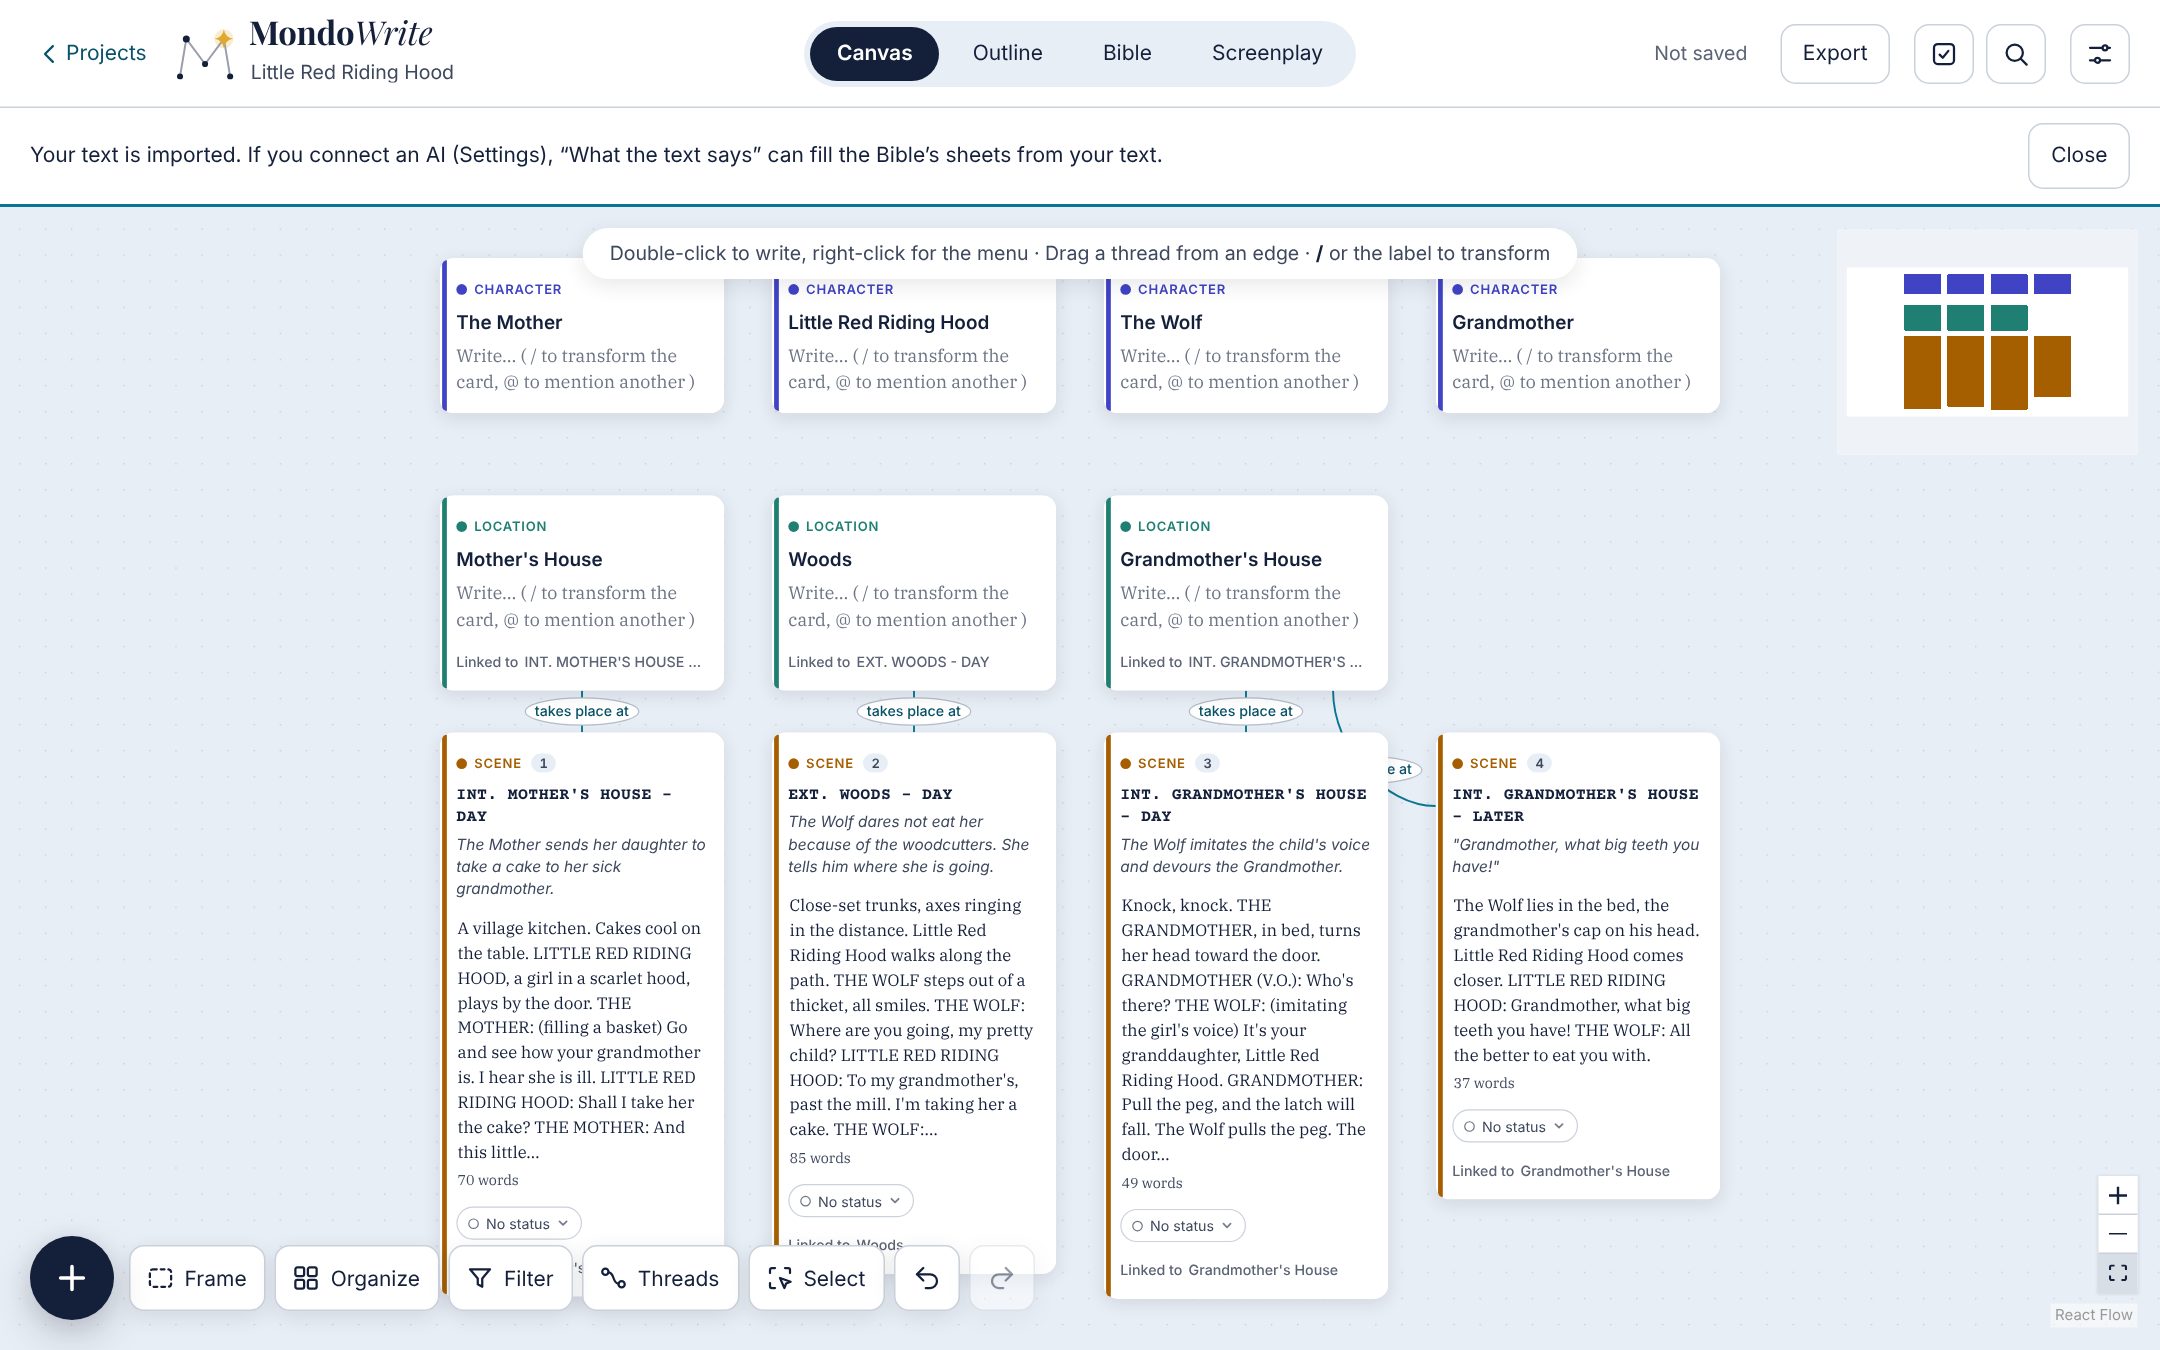 Projects
MondoWrite
Little Red Riding Hood
Canvas
Outline
Bible
Screenplay
Not saved
Export
Your text is imported. If you connect an AI (Settings), “What the text says” can fill the Bible’s sheets from your text.
Close
Double-click to write, right-click for the menu · Drag a thread from an edge · / or the label to transform
CHARACTER
The Mother
Write... ( / to transform the
card, @ to mention another )
CHARACTER
Little Red Riding Hood
Write... ( / to transform the
card, @ to mention another )
CHARACTER
The Wolf
Write... ( / to transform the
card, @ to mention another )
CHARACTER
Grandmother
Write... ( / to transform the
card, @ to mention another )
LOCATION
Mother's House
Write... ( / to transform the
card, @ to mention another )
Linked to INT. MOTHER'S HOUSE ...
LOCATION
Woods
Write... ( / to transform the
card, @ to mention another )
Linked to EXT. WOODS - DAY
LOCATION
Grandmother's House
Write... ( / to transform the
card, @ to mention another )
Linked to INT. GRANDMOTHER'S ...
takes place at
takes place at
takes place at
e at
SCENE 1
INT. MOTHER'S HOUSE -
DAY
The Mother sends her daughter to
take a cake to her sick
grandmother.
A village kitchen. Cakes cool on
the table. LITTLE RED RIDING
HOOD, a girl in a scarlet hood,
plays by the door. THE
MOTHER: (filling a basket) Go
and see how your grandmother
is. I hear she is ill. LITTLE RED
RIDING HOOD: Shall I take her
the cake? THE MOTHER: And
this little...
70 words
No status
SCENE 2
EXT. WOODS - DAY
The Wolf dares not eat her
because of the woodcutters. She
tells him where she is going.
Close-set trunks, axes ringing
in the distance. Little Red
Riding Hood walks along the
path. THE WOLF steps out of a
thicket, all smiles. THE WOLF:
Where are you going, my pretty
child? LITTLE RED RIDING
HOOD: To my grandmother's,
past the mill. I'm taking her a
cake. THE WOLF:...
85 words
No status
Linked to Woods
SCENE 3
INT. GRANDMOTHER'S HOUSE
- DAY
The Wolf imitates the child's voice
and devours the Grandmother.
Knock, knock. THE
GRANDMOTHER, in bed, turns
her head toward the door.
GRANDMOTHER (V.O.): Who's
there? THE WOLF: (imitating
the girl's voice) It's your
granddaughter, Little Red
Riding Hood. GRANDMOTHER:
Pull the peg, and the latch will
fall. The Wolf pulls the peg. The
door...
49 words
No status
Linked to Grandmother's House
SCENE 4
INT. GRANDMOTHER'S HOUSE
- LATER
"Grandmother, what big teeth you
have!"
The Wolf lies in the bed, the
grandmother's cap on his head.
Little Red Riding Hood comes
closer. LITTLE RED RIDING
HOOD: Grandmother, what big
teeth you have! THE WOLF: All
the better to eat you with.
37 words
No status
Linked to Grandmother's House
Frame
Organize
Filter
Threads
Select
React Flow